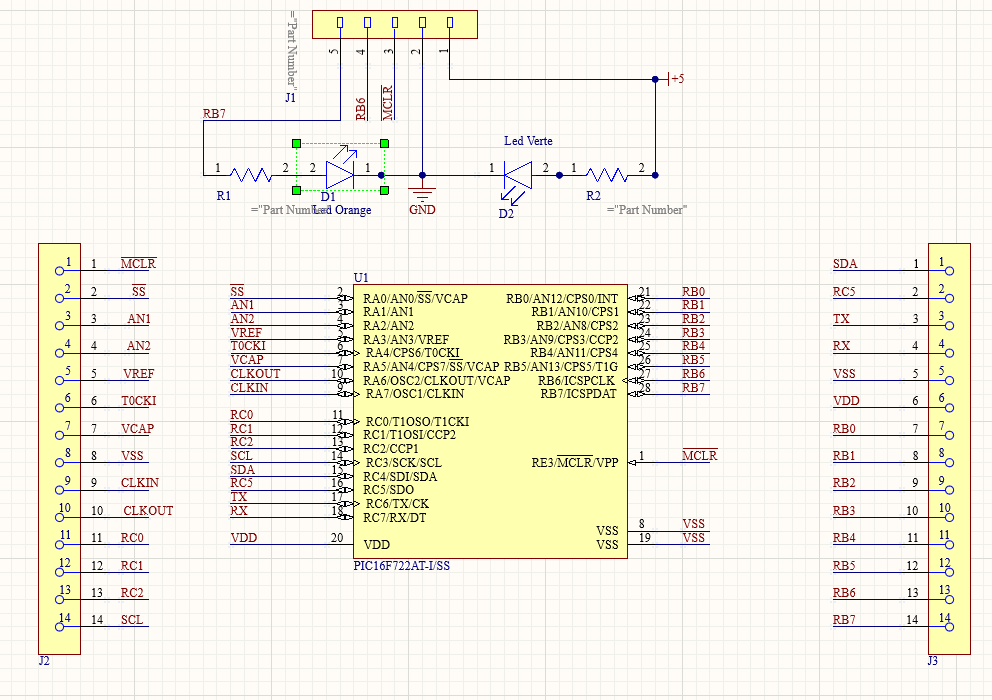 ="Part Number"
J1
5 4 3 2 1
RB6 MCLR
+5
RB7
Led Verte
1 2 2 1 1 2 1 2
R1 D1 GND D2 R2
="Part Number" Led Orange ="Part Number"
1 1 MCLR
2 2 SS
3 3 AN1
4 4 AN2
5 5 VREF
6 6 T0CKI
7 7 VCAP
8 8 VSS
9 9 CLKIN
10 10 CLKOUT
11 11 RC0
12 12 RC1
13 13 RC2
14 14 SCL
J2
U1
SS 2 RA0/AN0/SS/VCAP RB0/AN12/CPS0/INT 21 RB0
AN1 3 RA1/AN1 RB1/AN10/CPS1 22 RB1
AN2 4 RA2/AN2 RB2/AN8/CPS2 23 RB2
VREF 5 RA3/AN3/VREF RB3/AN9/CPS3/CCP2 24 RB3
T0CKI 6 RA4/CPS6/T0CKI RB4/AN11/CPS4 25 RB4
VCAP 7 RA5/AN4/CPS7/SS/VCAP RB5/AN13/CPS5/T1G 26 RB5
CLKOUT 10 RA6/OSC2/CLKOUT/VCAP RB6/ICSPCLK 27 RB6
CLKIN 9 RA7/OSC1/CLKIN RB7/ICSPDAT 28 RB7
RC0 11 RC0/T1OSO/T1CKI
RC1 12 RC1/T1OSI/CCP2
RC2 13 RC2/CCP1
SCL 14 RC3/SCK/SCL RE3/MCLR/VPP 1 MCLR
SDA 15 RC4/SDI/SDA
RC5 16 RC5/SDO
TX 17 RC6/TX/CK
RX 18 RC7/RX/DT
VSS 8 VSS
VDD 20 VDD VSS 19 VSS
PIC16F722AT-I/SS
SDA 1 1
RC5 2 2
TX 3 3
RX 4 4
VSS 5 5
VDD 6 6
RB0 7 7
RB1 8 8
RB2 9 9
RB3 10 10
RB4 11 11
RB5 12 12
RB6 13 13
RB7 14 14
J3